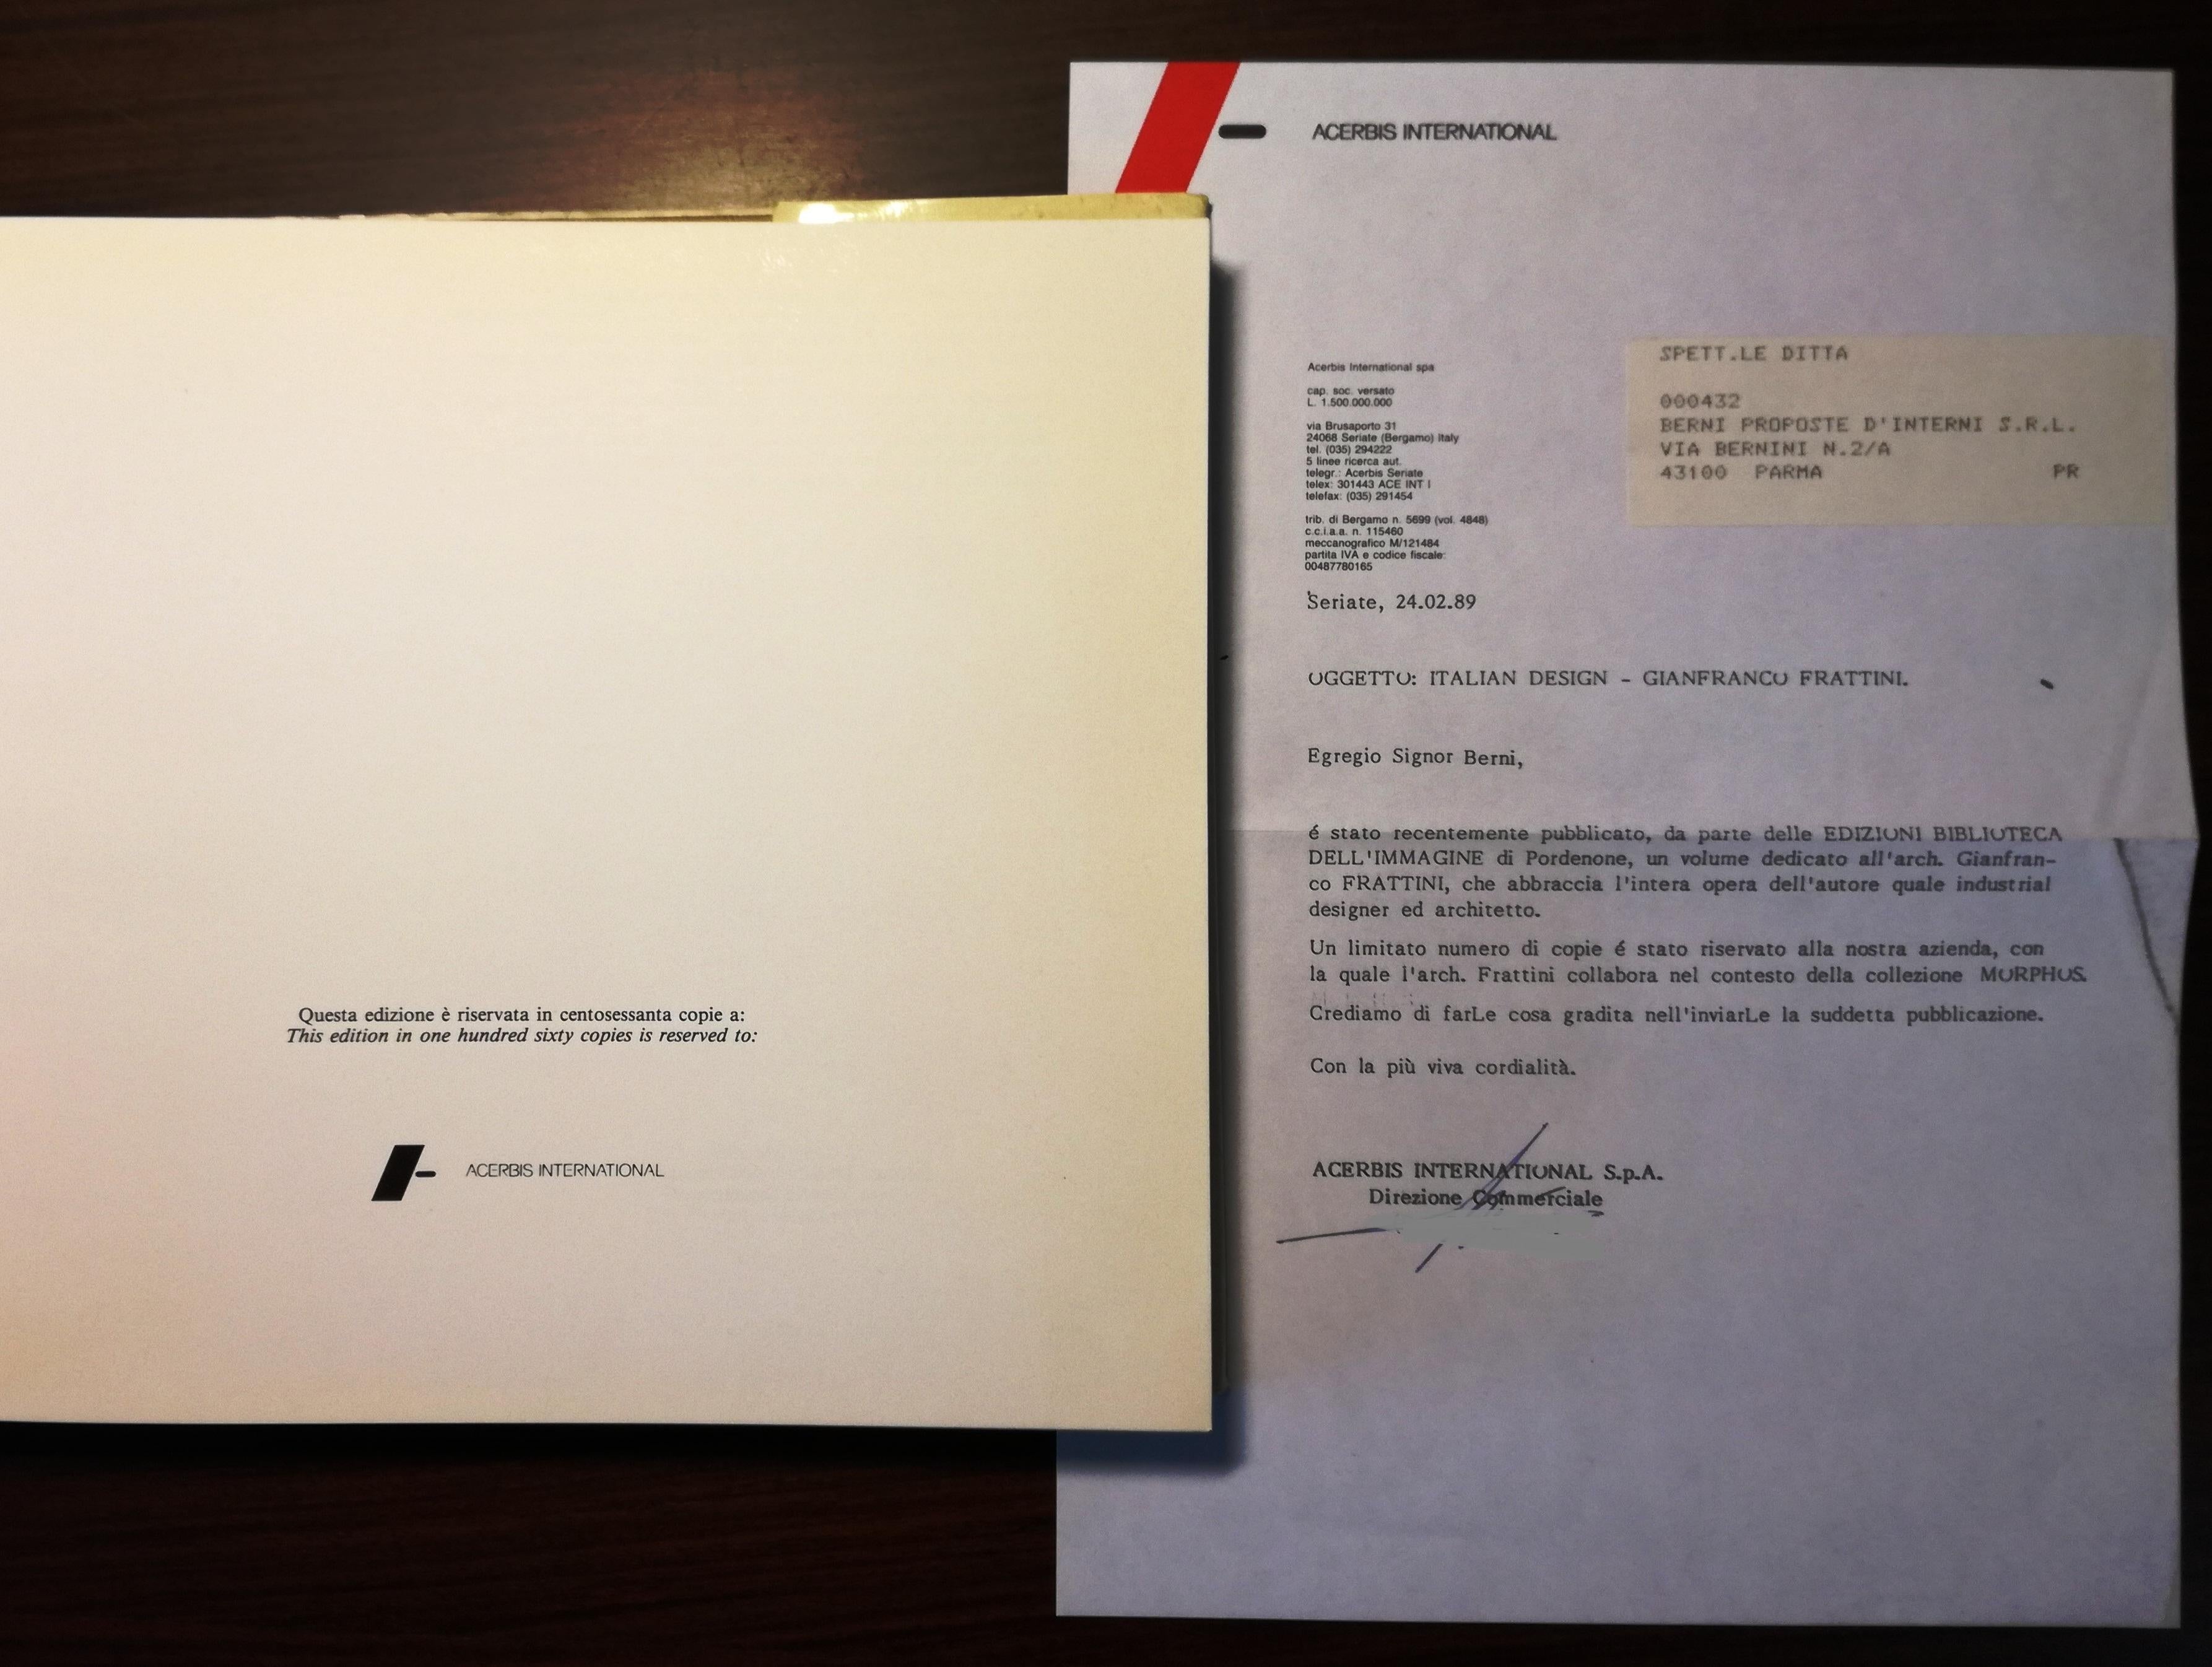 Questa edizione è riservata in centosessanta copie a:
This edition in one hundred sixty copies is reserved to:
ACERBIS INTERNATIONAL
ACERBIS INTERNATIONAL
Acerbis International spa
cap. soc. versato
L. 1.500.000.000
via Brusaporto 31
24068 Seriate (Bergamo) Italy
tel. (035) 294222
5 linee ricerca aut.
telegr.: Acerbis Seriate
telex: 301443 ACE INT I
telefax: (035) 291454
trib. di Bergamo n. 5699 (vol. 4848)
c.c.i.a.a. n. 115460
meccanografico M/121484
partita IVA e codice fiscale:
00487780165
SPETT.LE DITTA
000432
BERNI PROPOSTE D'INTERNI S.R.L.
VIA BERNINI N.2/A
43100 PARMA PR
Seriate, 24.02.89
OGGETTO: ITALIAN DESIGN - GIANFRANCO FRATTINI.
Egregio Signor Berni,
é stato recentemente pubblicato, da parte delle EDIZIONI BIBLIOTECA
DELL'IMMAGINE di Pordenone, un volume dedicato all'arch. Gianfran-
co FRATTINI, che abbraccia l'intera opera dell'autore quale industrial
designer ed architetto.
Un limitato numero di copie é stato riservato alla nostra azienda, con
la quale l'arch. Frattini collabora nel contesto della collezione MORPHOS.
Crediamo di farLe cosa gradita nell'inviarLe la suddetta pubblicazione.
Con la più viva cordialità.
ACERBIS INTERNATIONAL S.p.A.
Direzione Commerciale